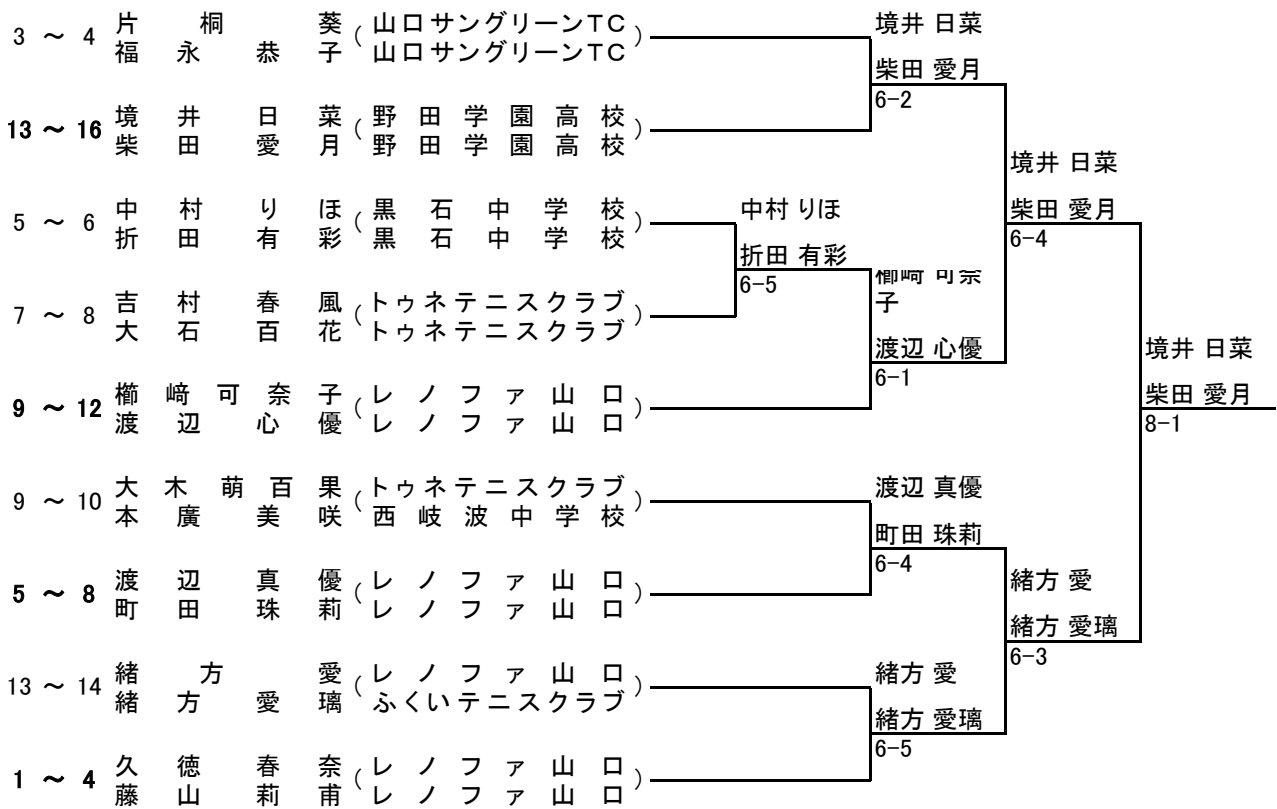 3 ～ 4 片桐 葵 ( 山口サングリーンTC )
福永恭子 山口サングリーンTC
13 ～ 16 境井日菜 ( 野田学園高校 )
柴田愛月 野田学園高校
5 ～ 6 中村りほ ( 黒石中学校 )
折田有彩 黒石中学校
7 ～ 8 吉村春風 ( トゥネテニスクラブ )
大石百花 トゥネテニスクラブ
9 ～ 12 櫛﨑可奈子 ( レノファ山口 )
渡辺心優 レノファ山口
9 ～ 10 大木萌百果 ( トゥネテニスクラブ )
本廣美咲 西岐波中学校
5 ～ 8 渡辺真優 ( レノファ山口 )
町田珠莉 レノファ山口
13 ～ 14 緒方 愛 ( レノファ山口 )
緒方愛璃 ふくいテニスクラブ
1 ～ 4 久徳春奈 ( レノファ山口 )
藤山莉甫 レノファ山口
中村 りほ
折田 有彩
6-5
境井 日菜
柴田 愛月
6-2
櫛﨑 可奈
子
渡辺 心優
6-1
渡辺 真優
町田 珠莉
6-4
緒方 愛
緒方 愛璃
6-5
境井 日菜
柴田 愛月
6-4
緒方 愛
緒方 愛璃
6-3
境井 日菜
柴田 愛月
8-1